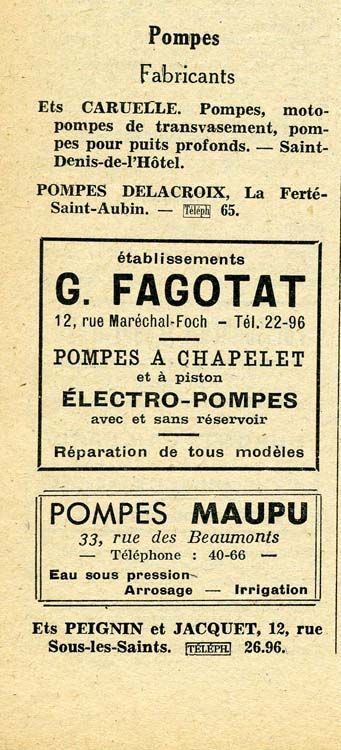 Pompes
Fabricants
Ets CARUELLE. Pompes, moto-
pompes de transvasement, pom-
pes pour puits profonds. — Saint-
Denis-de-l'Hôtel.
POMPES DELACROIX, La Ferté-
Saint-Aubin. — Téléph 65.
établissements
G. FAGOTAT
12, rue Maréchal-Foch - Tél. 22-96
POMPES A CHAPELET
et à piston
ÉLECTRO-POMPES
avec et sans réservoir
Réparation de tous modèles
POMPES MAUPU
33, rue des Beaumonts
— Téléphone : 40-66 —
Eau sous pression
Arrosage — Irrigation
Ets PEIGNIN et JACQUET, 12, rue
Sous-les-Saints. TÉLÉPH. 26.96.